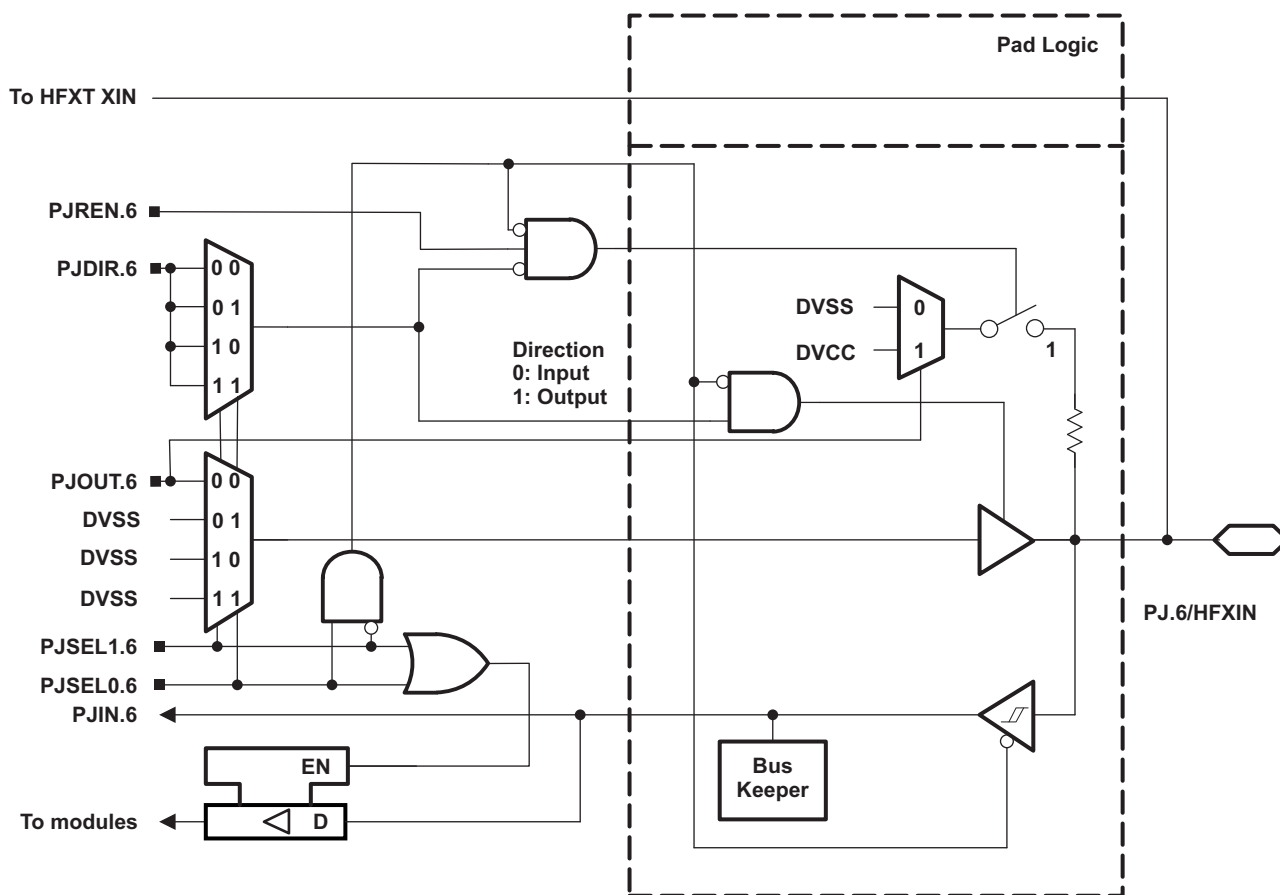 Pad Logic
To HFXT XIN
PJREN.6
PJDIR.6
0 0
0 1
1 0
1 1
Direction
0: Input
1: Output
DVSS
DVCC
0
1
1
PJOUT.6
DVSS
DVSS
DVSS
0 0
0 1
1 0
1 1
PJSEL1.6
PJSEL0.6
PJIN.6
PJ.6/HFXIN
EN
D
To modules
Bus
Keeper